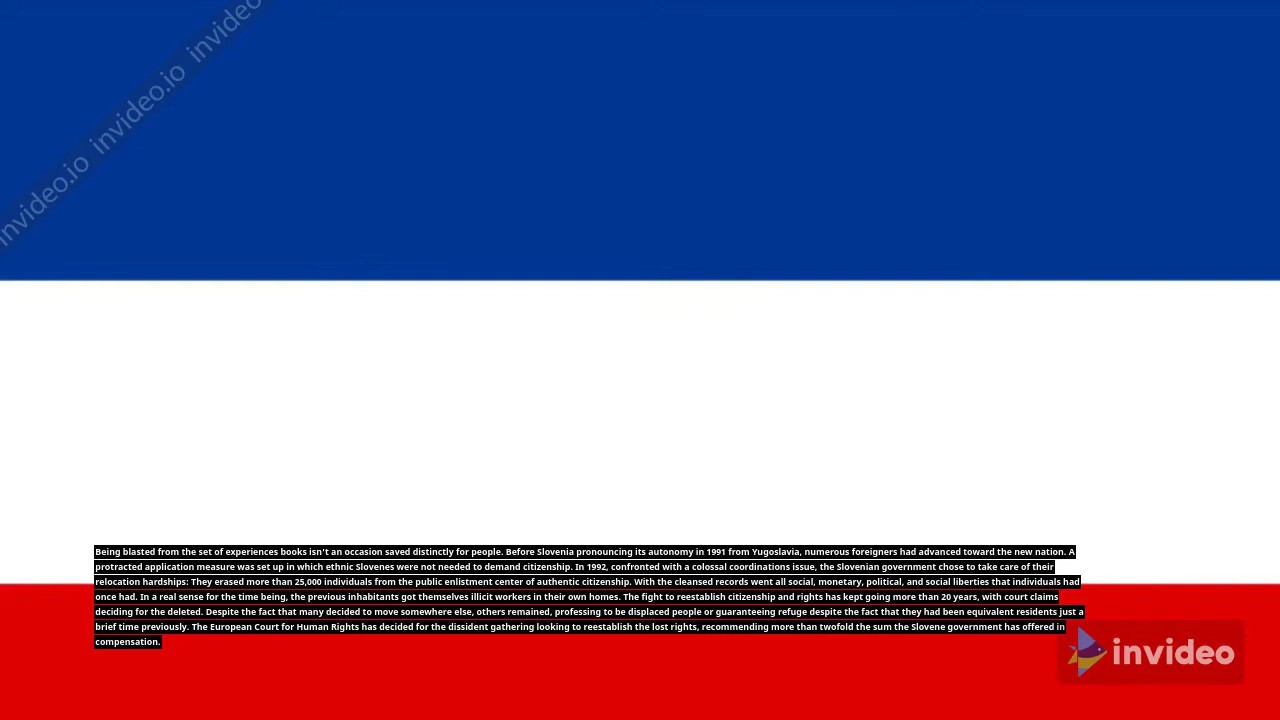 invideo.io invideo.io invideo
Being blasted from the set of experiences books isn't an occasion saved distinctly for people. Before Slovenia pronouncing its autonomy in 1991 from Yugoslavia, numerous foreigners had advanced toward the new nation. A
protracted application measure was set up in which ethnic Slovenes were not needed to demand citizenship. In 1992, confronted with a colossal coordinations issue, the Slovenian government chose to take care of their
relocation hardships: They erased more than 25,000 individuals from the public enlistment center of authentic citizenship. With the cleansed records went all social, monetary, political, and social liberties that individuals had
once had. In a real sense for the time being, the previous inhabitants got themselves illicit workers in their own homes. The fight to reestablish citizenship and rights has kept going more than 20 years, with court claims
deciding for the deleted. Despite the fact that many decided to move somewhere else, others remained, professing to be displaced people or guaranteeing refuge despite the fact that they had been equivalent residents just a
brief time previously. The European Court for Human Rights has decided for the dissident gathering looking to reestablish the lost rights, recommending more than twofold the sum the Slovene government has offered in
compensation.
invideo